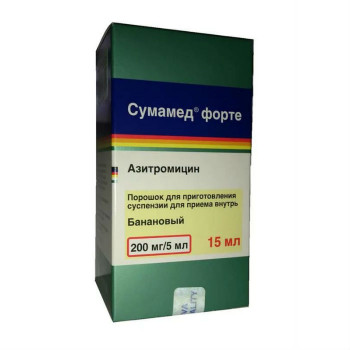 Сумамед® форте
Азитромицин
Порошок для приготовления
суспензии для приема внутрь
Банановый
200 мг/5 мл
15 мл